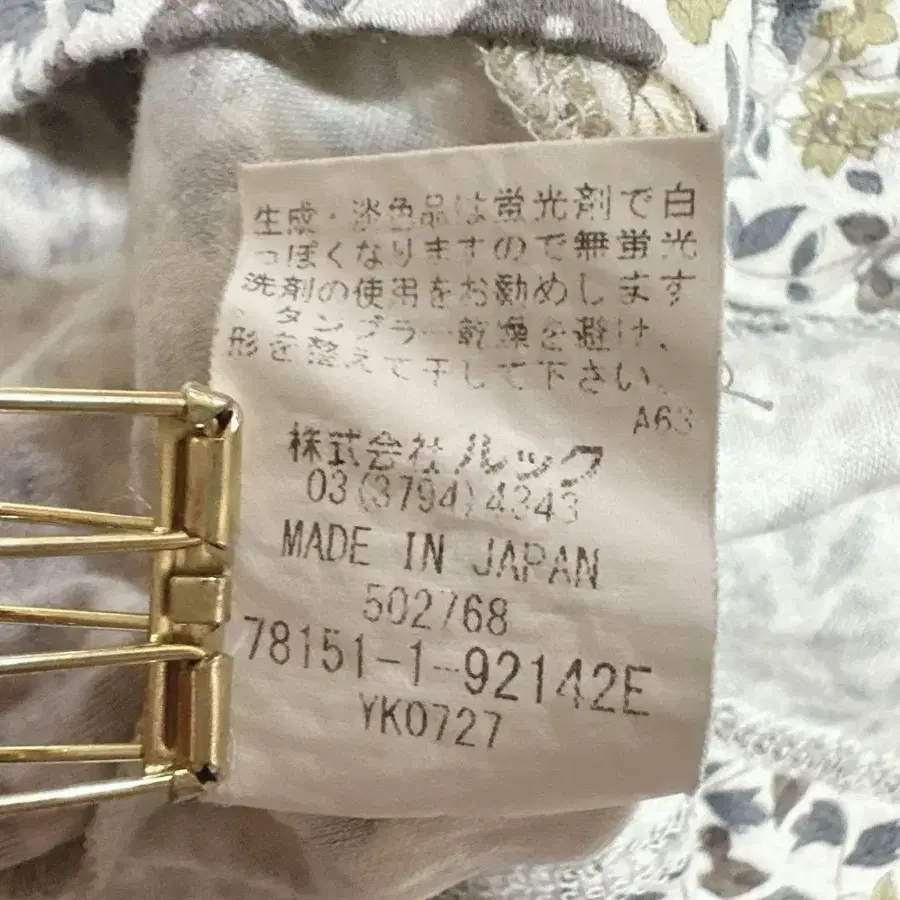 生成・淡色品は蛍光剤で白
っぽくなりますので無蛍光
洗剤の使用をお勧めします
。タンブラー乾燥を避け、
形を整えて干して下さい。
A63
株式会社ルック
03(3794)4343
MADE IN JAPAN
502768
78151-1-92142E
YK0727